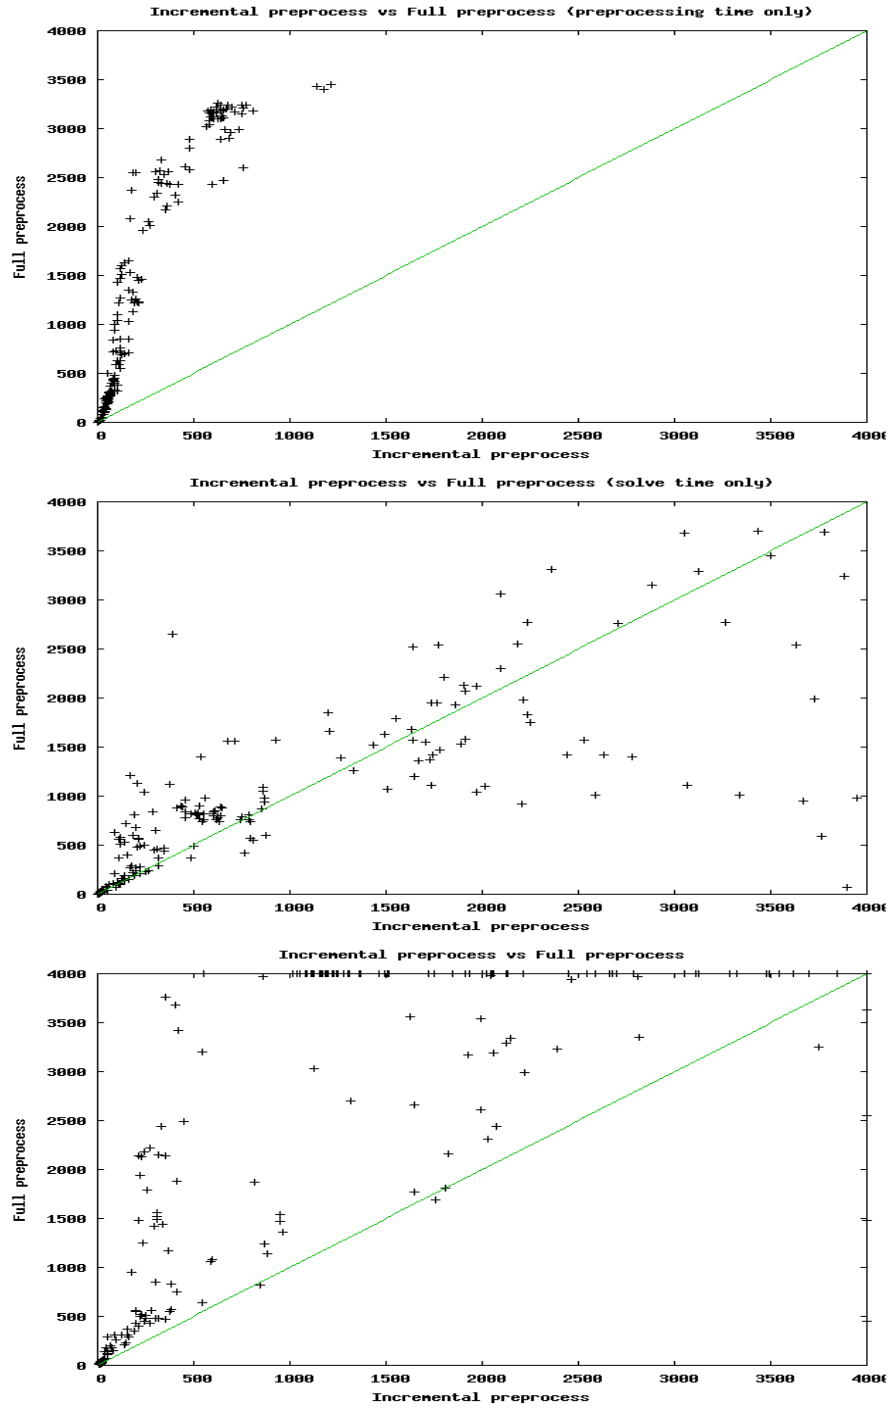 Incremental preprocess vs Full preprocess (preprocessing time only)
4000
3500
3000
2500
2000
1500
1000
500
0
Full preprocess
0 500 1000 1500 2000 2500 3000 3500 4000
Incremental preprocess
Incremental preprocess vs Full preprocess (solve time only)
4000
3500
3000
2500
2000
1500
1000
500
0
Full preprocess
0 500 1000 1500 2000 2500 3000 3500 4000
Incremental preprocess
Incremental preprocess vs Full preprocess
4000
3500
3000
2500
2000
1500
1000
500
0
Full preprocess
0 500 1000 1500 2000 2500 3000 3500 4000
Incremental preprocess